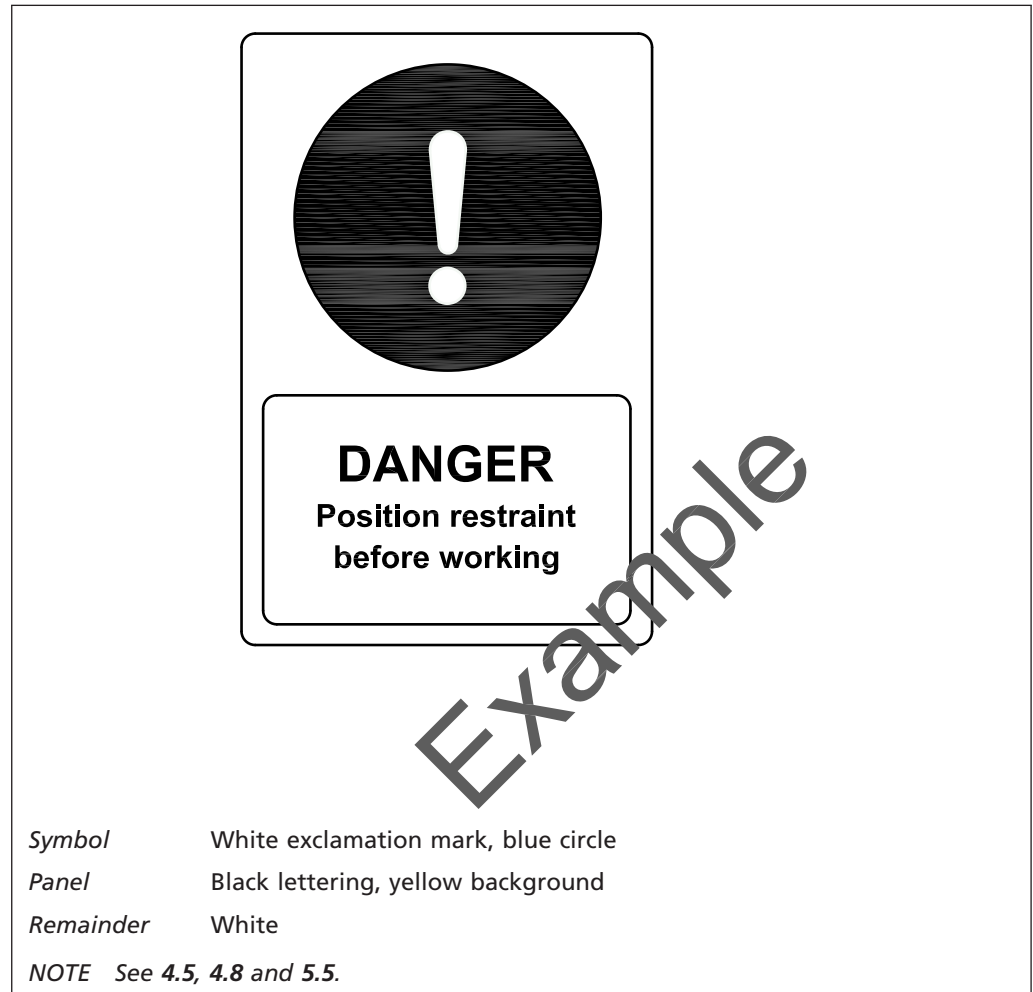 !
DANGER
Position restraint
before working
Example
Symbol White exclamation mark, blue circle
Panel Black lettering, yellow background
Remainder White
NOTE See 4.5, 4.8 and 5.5.